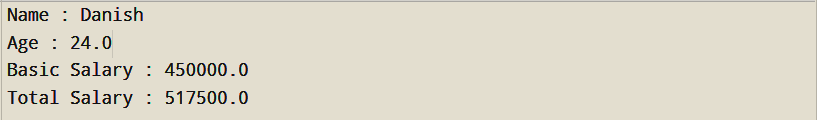 Name : Danish
Age : 24.0
Basic Salary : 450000.0
Total Salary : 517500.0